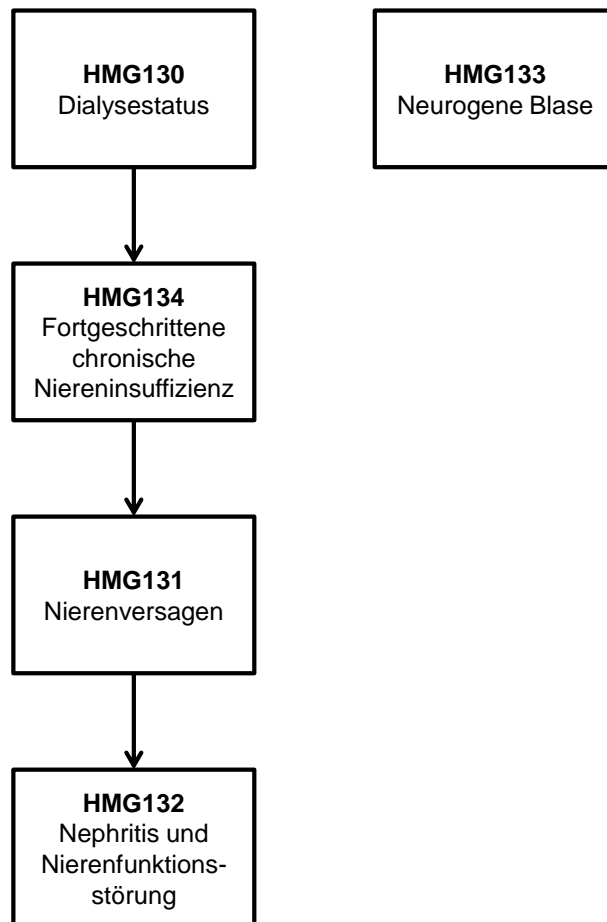 HMG130
Dialysestatus
HMG133
Neurogene Blase
HMG134
Fortgeschrittene
chronische
Niereninsuffizienz
HMG131
Nierenversagen
HMG132
Nephritis und
Nierenfunktions-
störung